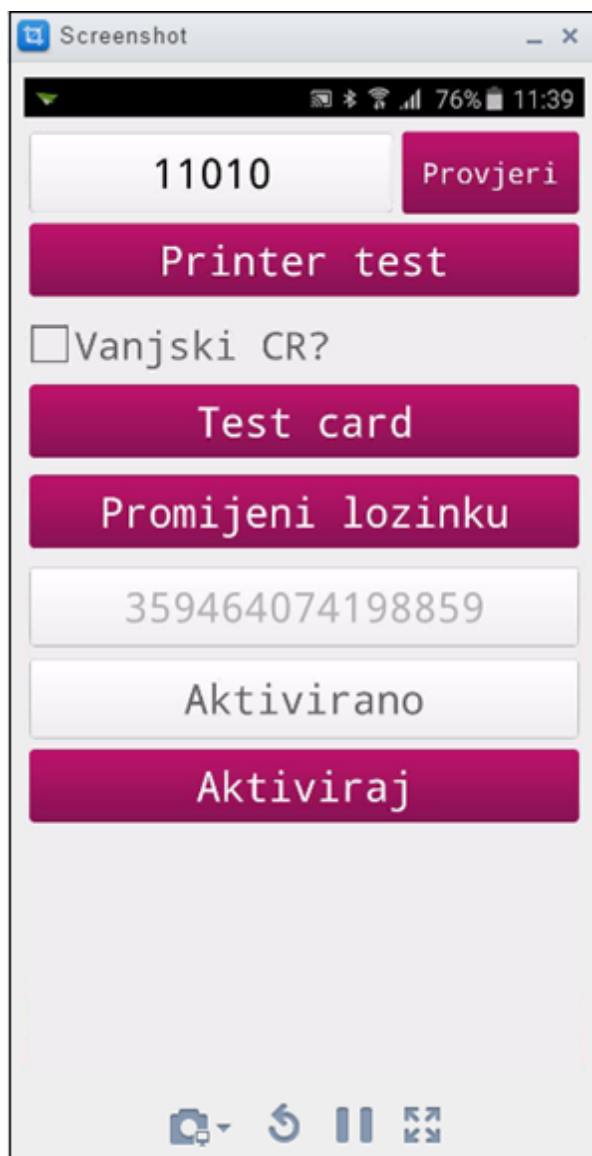 Screenshot
76% 11:39
11010 Provjeri
Printer test
Vanjski CR?
Test card
Promijeni lozinku
359464074198859
Aktivirano
Aktiviraj